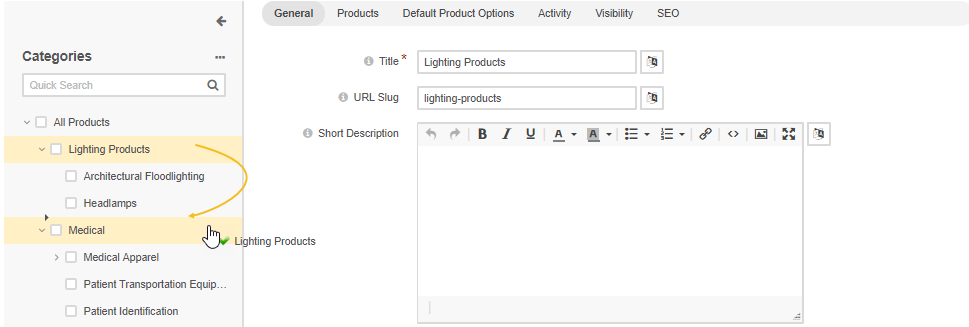 General Products Default Product Options Activity Visibility SEO
Categories ...
Quick Search
All Products
Lighting Products
Architectural Floodlighting
Headlamps
Medical
Medical Apparel
Patient Transportation Equip...
Patient Identification
Lighting Products
Title * Lighting Products
URL Slug lighting-products
Short Description
B I U A A